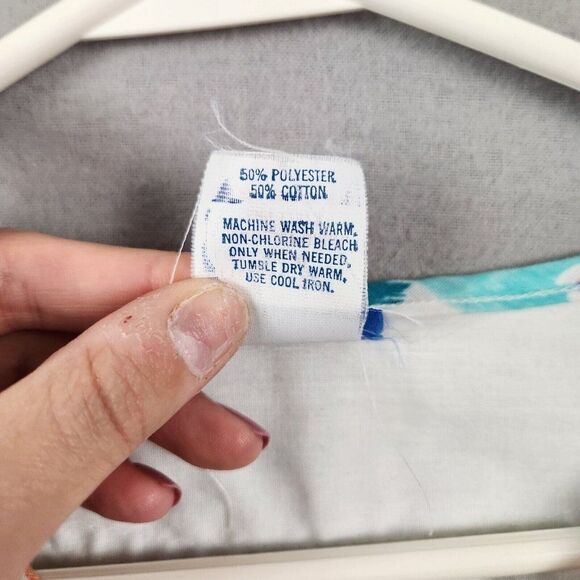 50% POLYESTER
50% COTTON
MACHINE WASH WARM,
NON-CHLORINE BLEACH
ONLY WHEN NEEDED,
TUMBLE DRY WARM,
USE COOL IRON.